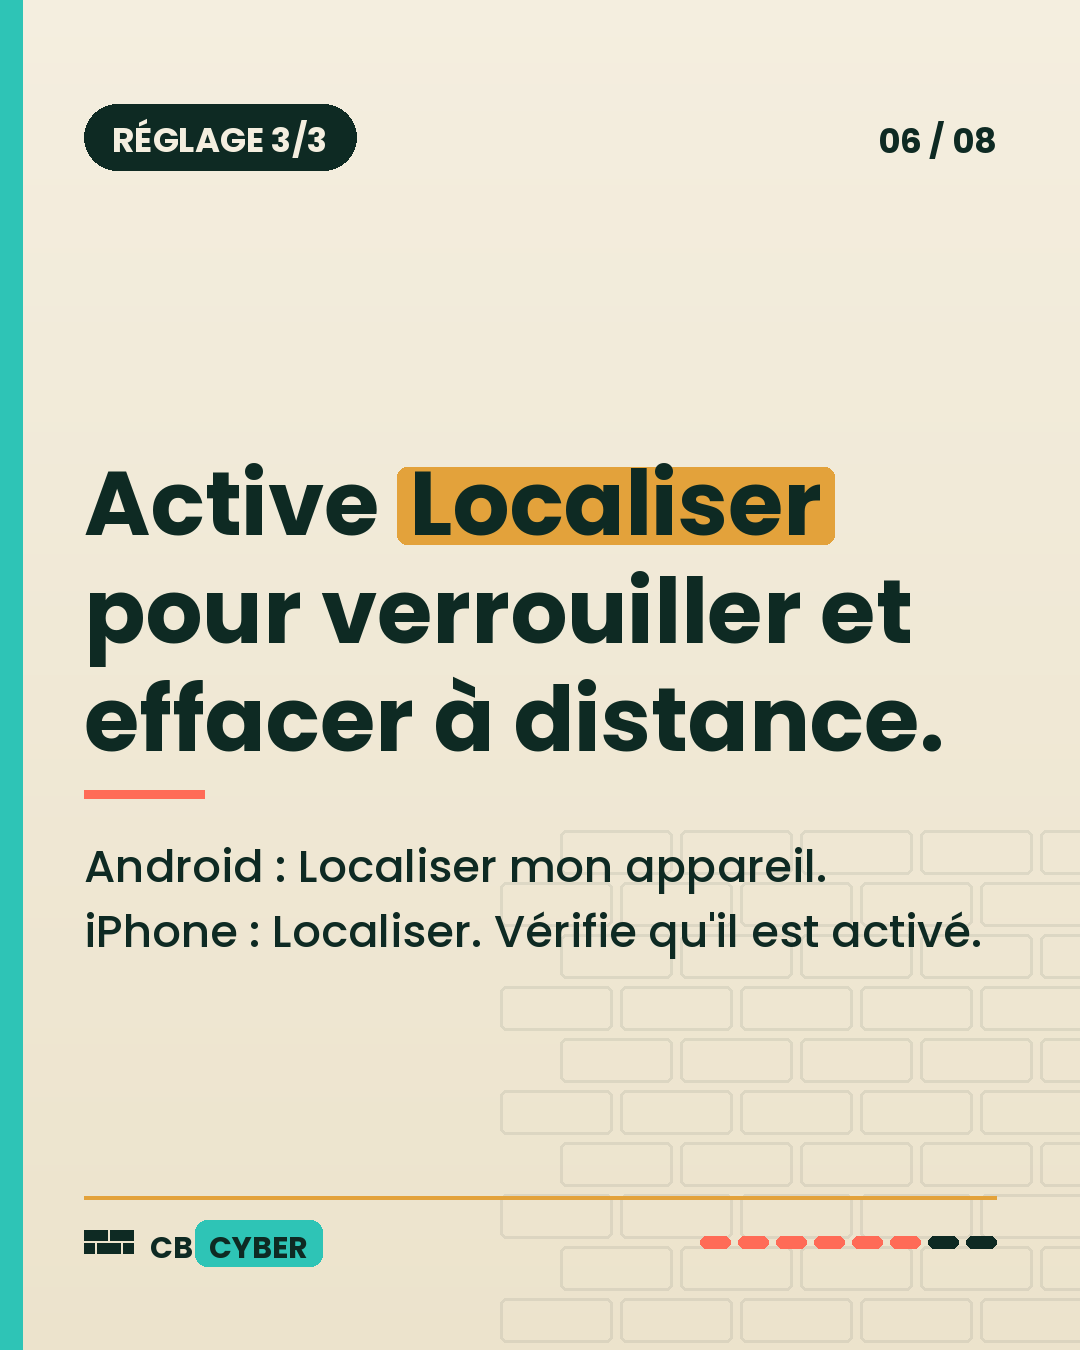 RÉGLAGE 3/3
06 / 08
Active Localiser
pour verrouiller et
effacer à distance.
Android : Localiser mon appareil.
iPhone : Localiser. Vérifie qu'il est activé.
CB CYBER